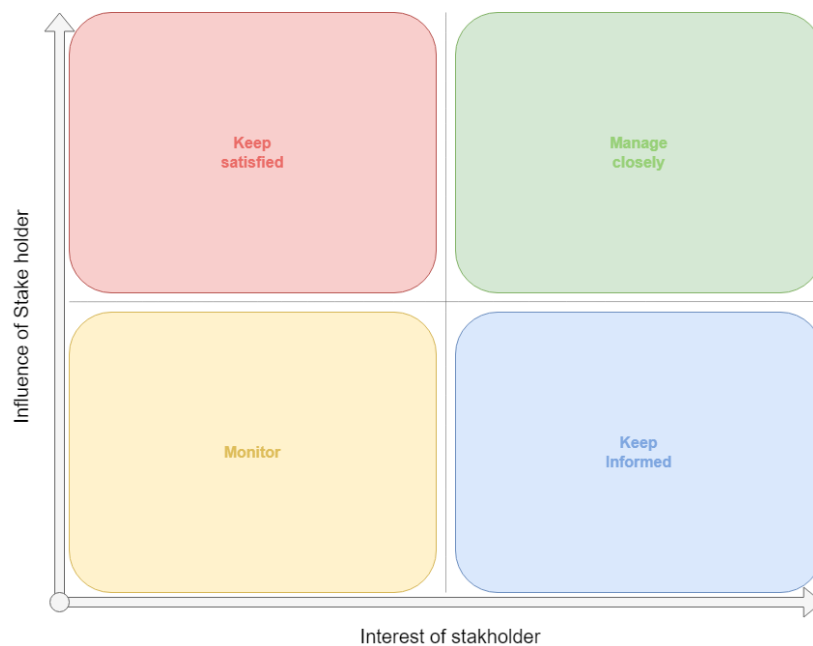 Keep
satisfied
Manage
closely
Influence of Stake holder
Monitor
Keep
Informed
Interest of stakholder